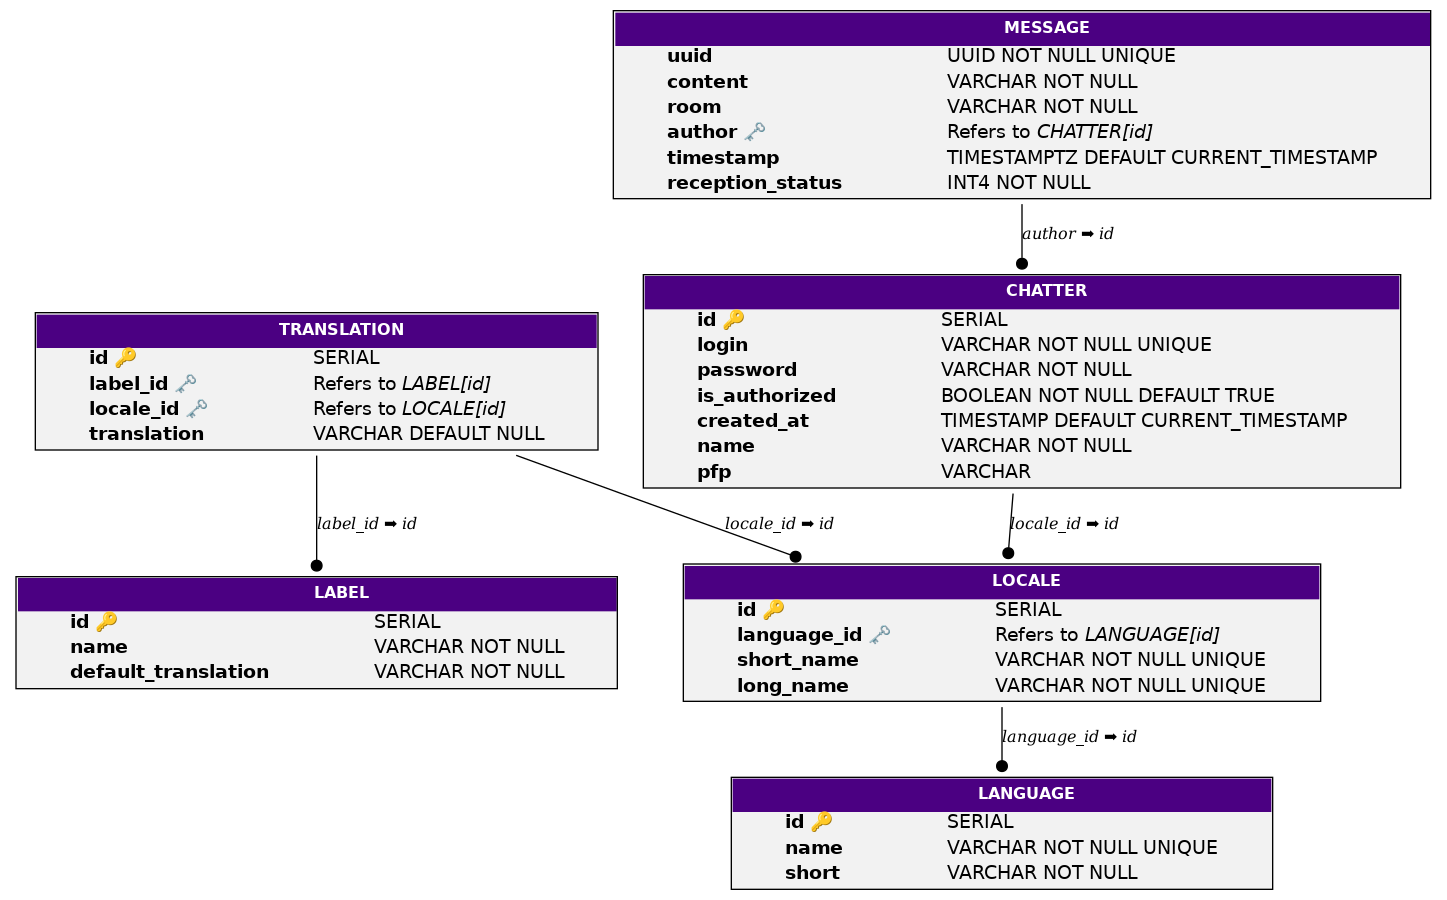 MESSAGE
uuid UUID NOT NULL UNIQUE
content VARCHAR NOT NULL
room VARCHAR NOT NULL
author 🗝️ Refers to CHATTER[id]
timestamp TIMESTAMPTZ DEFAULT CURRENT_TIMESTAMP
reception_status INT4 NOT NULL
author ➡ id
CHATTER
id 🔑 SERIAL
login VARCHAR NOT NULL UNIQUE
password VARCHAR NOT NULL
is_authorized BOOLEAN NOT NULL DEFAULT TRUE
created_at TIMESTAMP DEFAULT CURRENT_TIMESTAMP
name VARCHAR NOT NULL
pfp VARCHAR
TRANSLATION
id 🔑 SERIAL
label_id 🗝️ Refers to LABEL[id]
locale_id 🗝️ Refers to LOCALE[id]
translation VARCHAR DEFAULT NULL
label_id ➡ id
locale_id ➡ id
locale_id ➡ id
LABEL
id 🔑 SERIAL
name VARCHAR NOT NULL
default_translation VARCHAR NOT NULL
LOCALE
id 🔑 SERIAL
language_id 🗝️ Refers to LANGUAGE[id]
short_name VARCHAR NOT NULL UNIQUE
long_name VARCHAR NOT NULL UNIQUE
language_id ➡ id
LANGUAGE
id 🔑 SERIAL
name VARCHAR NOT NULL UNIQUE
short VARCHAR NOT NULL